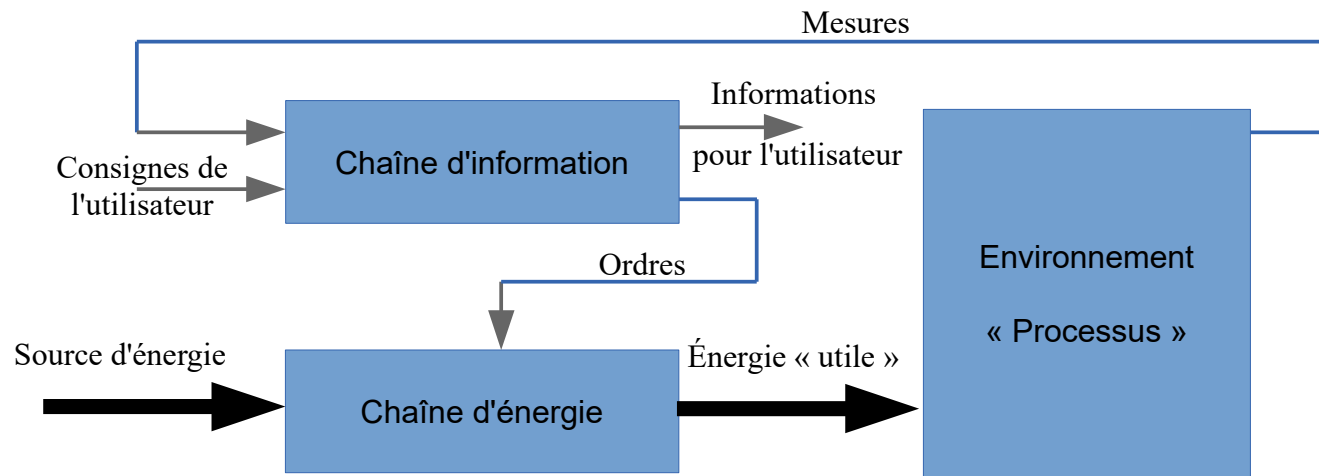 Mesures
Informations
pour l'utilisateur
Chaîne d'information
Consignes de
l'utilisateur
Ordres
Environnement
« Processus »
Source d'énergie
Énergie « utile »
Chaîne d'énergie